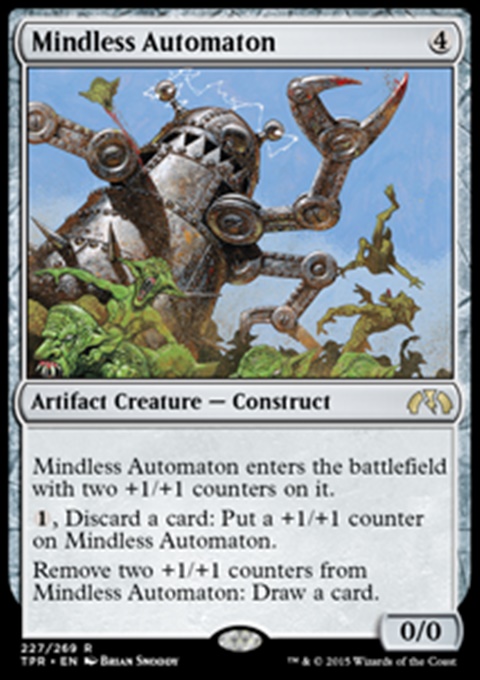 Mindless Automaton 4
Artifact Creature — Construct
Mindless Automaton enters the battlefield
with two +1/+1 counters on it.
1, Discard a card: Put a +1/+1 counter
on Mindless Automaton.
Remove two +1/+1 counters from
Mindless Automaton: Draw a card.
0/0
227/269 R
TPR • EN Brian Snoddy
™ & © 2015 Wizards of the Coast